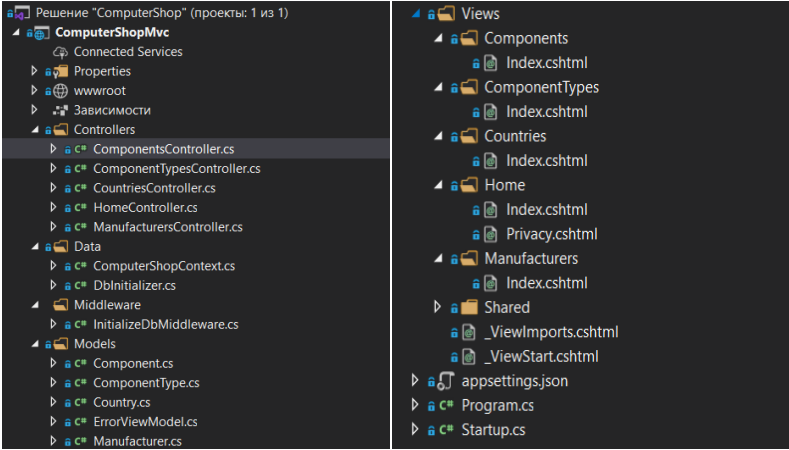 Решение "ComputerShop" (проекты: 1 из 1)
ComputerShopMvc
Connected Services
Properties
wwwroot
Зависимости
Controllers
C# ComponentsController.cs
C# ComponentTypesController.cs
C# CountriesController.cs
C# HomeController.cs
C# ManufacturersController.cs
Data
C# ComputerShopContext.cs
C# DbInitializer.cs
Middleware
C# InitializeDbMiddleware.cs
Models
C# Component.cs
C# ComponentType.cs
C# Country.cs
C# ErrorViewModel.cs
C# Manufacturer.cs
Views
Components
Index.cshtml
ComponentTypes
Index.cshtml
Countries
Index.cshtml
Home
Index.cshtml
Privacy.cshtml
Manufacturers
Index.cshtml
Shared
_ViewImports.cshtml
_ViewStart.cshtml
appsettings.json
C# Program.cs
C# Startup.cs